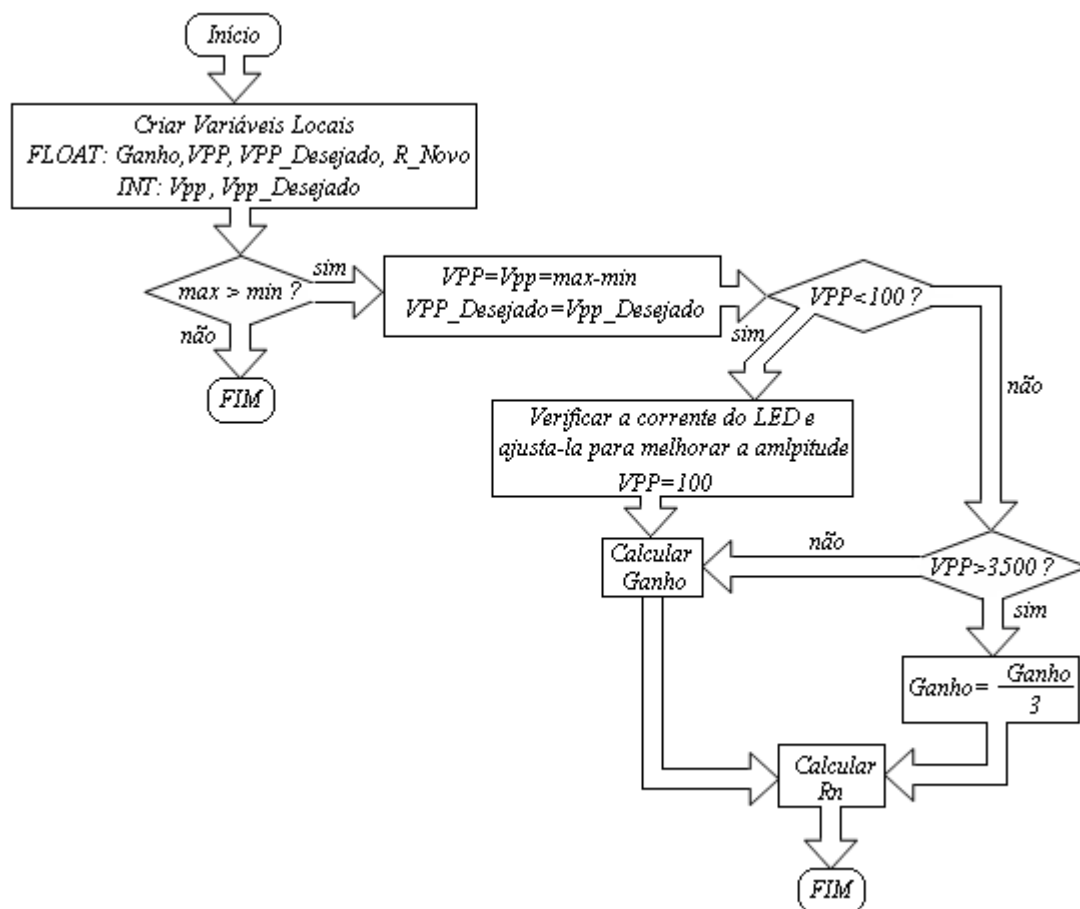 Início
Criar Variáveis Locais
FLOAT: Ganho,VPP, VPP_Desejado, R_Novo
INT: Vpp , Vpp_Desejado
max > min ?
sim
não
FIM
VPP=Vpp=max-min
VPP_Desejado=Vpp_Desejado
VPP<100 ?
sim
não
Verificar a corrente do LED e
ajusta-la para melhorar a amlpitude
VPP=100
Calcular
Ganho
não
VPP>3500 ?
sim
Ganho= Ganho
3
Calcular
Rn
FIM